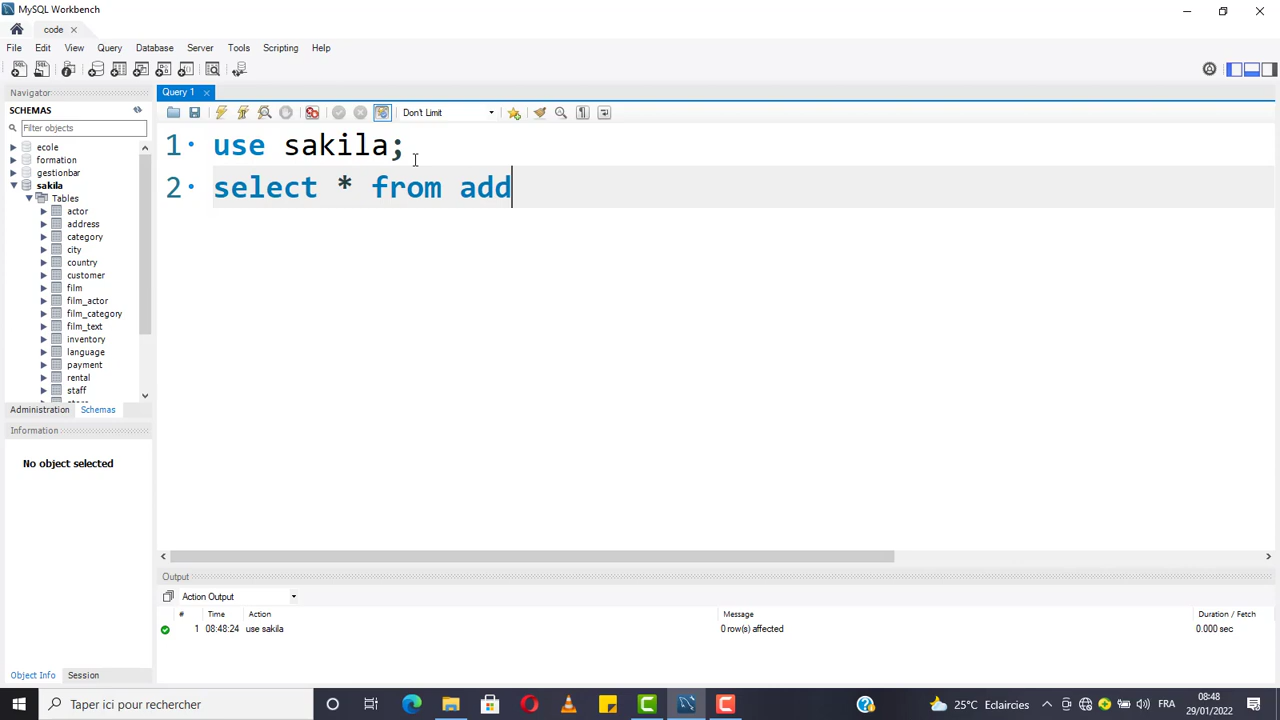 MySQL Workbench
code
File Edit View Query Database Server Tools Scripting Help
Navigator
SCHEMAS
Filter objects
ecole
formation
gestionbar
sakila
Tables
actor
address
category
city
country
customer
film
film_actor
film_category
film_text
inventory
language
payment
rental
staff
Administration Schemas
Information
No object selected
Object Info Session
Query 1
Don't Limit
1 use sakila;
2 select * from add
Output
Action Output
# Time Action Message Duration / Fetch
1 08:48:24 use sakila 0 row(s) affected 0.000 sec
Taper ici pour rechercher
25°C Eclaircies
FRA
08:48
29/01/2022